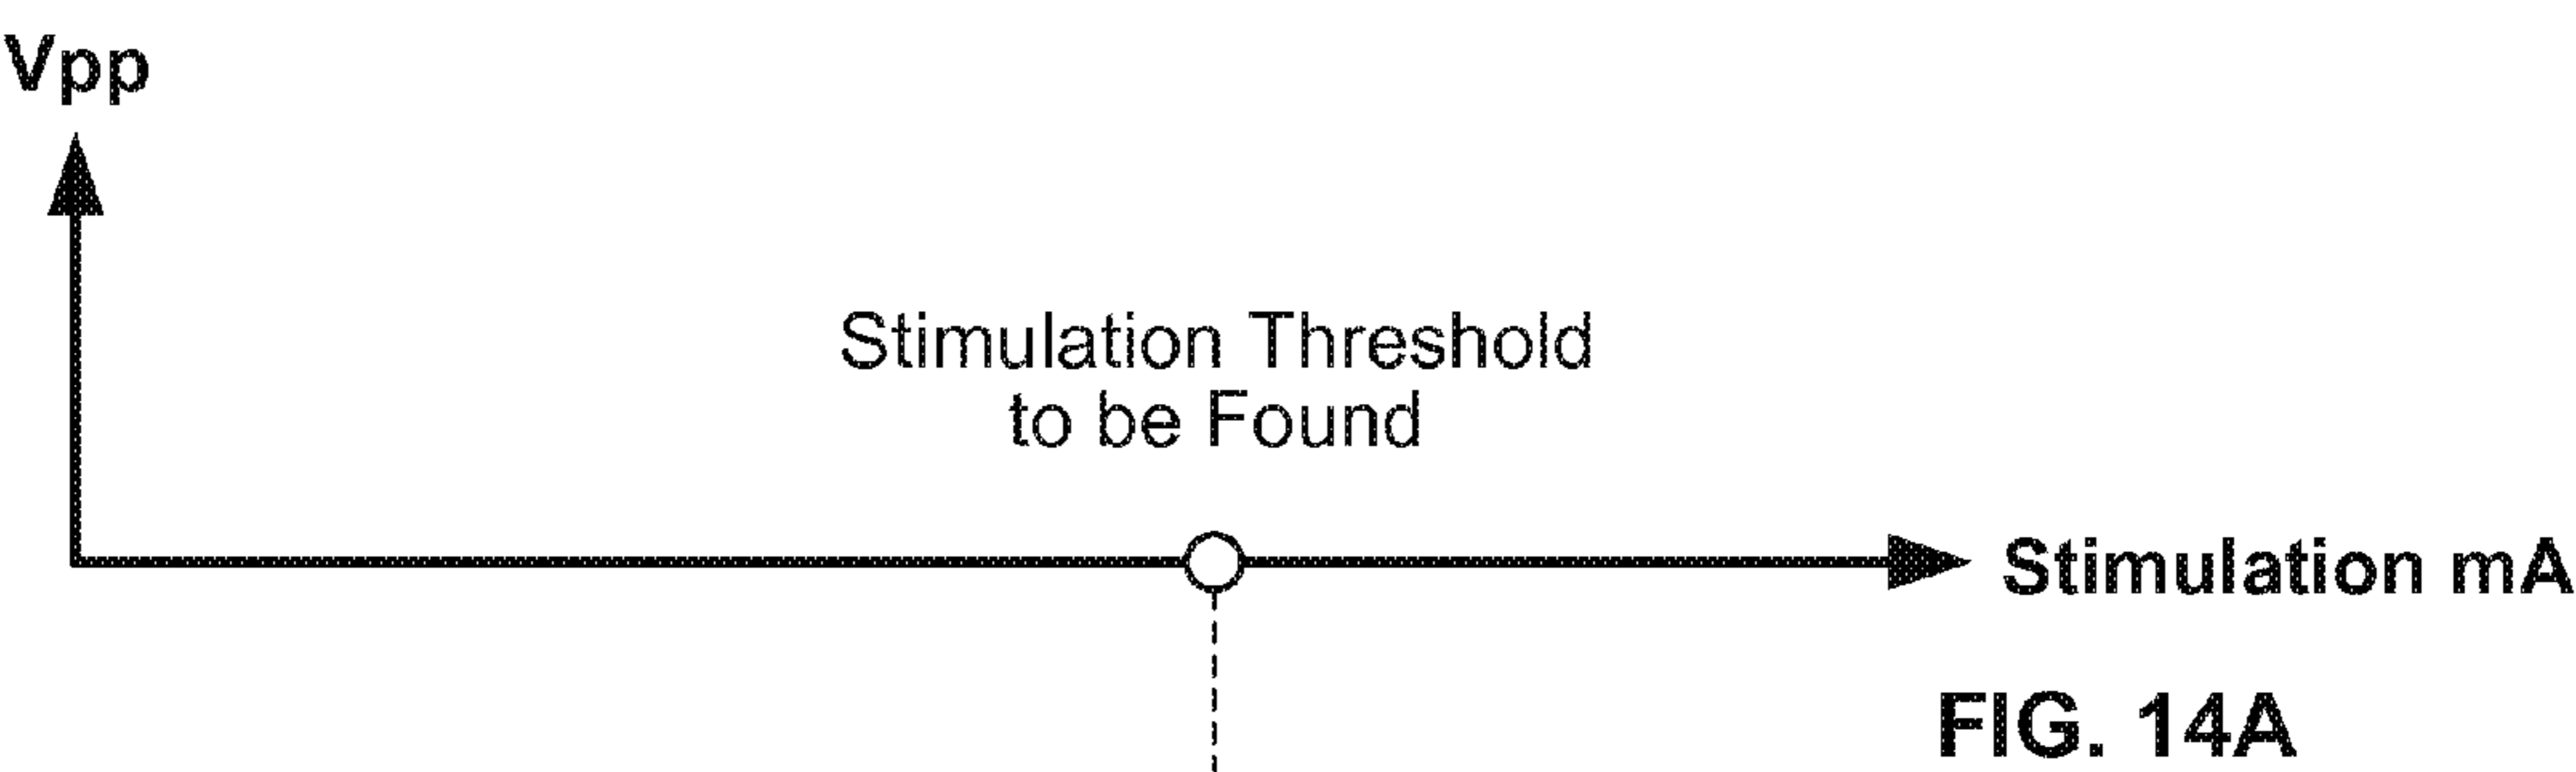 Vpp
Stimulation Threshold
to be Found
Stimulation mA
FIG. 14A